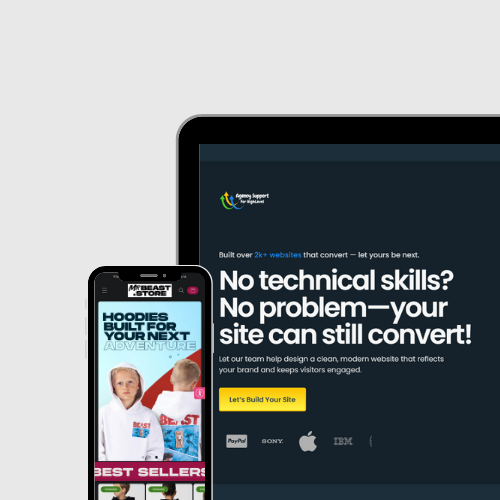 Agency Support
For HighLevel
Built over 2k+ websites that convert — let yours be next.
No technical skills?
No problem—your
site can still convert!
Let our team help design a clean, modern website that reflects
your brand and keeps visitors engaged.
Let's Build Your Site
PayPal SONY. IBM
MrBEAST
.STORE
HOODIES
BUILT FOR
YOUR NEXT
ADVENTURE
BEAST
BEAST
BEST SELLERS